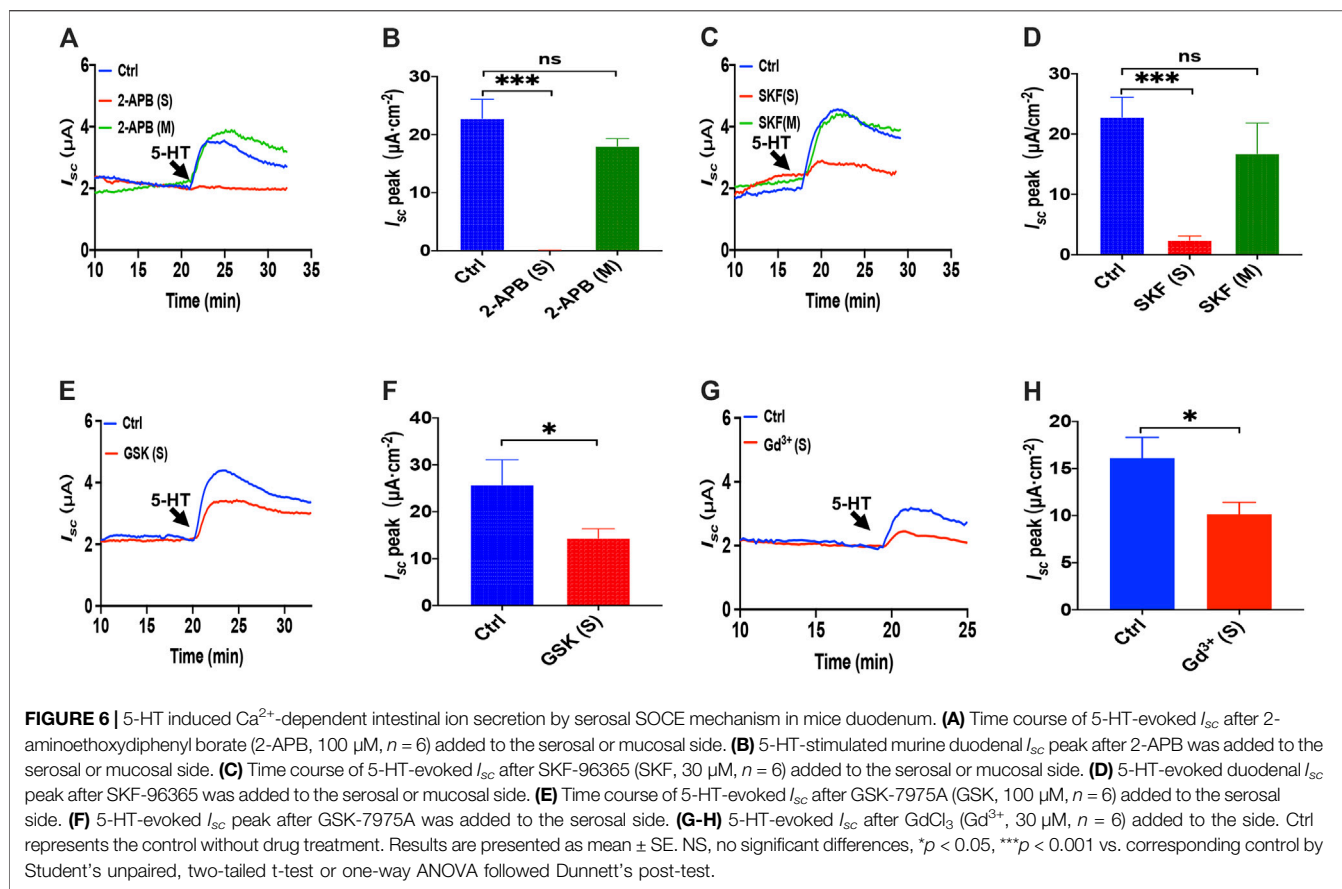 A
Ctrl
2-APB (S)
2-APB (M)
5-HT
Isc (μA)
6
4
2
0
10 15 20 25 30 35
Time (min)
B
ns
***
Isc peak (μA·cm-2)
30
20
10
0
Ctrl
2-APB (S)
2-APB (M)
C
Ctrl
SKF(S)
SKF(M)
5-HT
Isc (μA)
6
4
2
0
10 15 20 25 30 35
Time (min)
D
ns
***
Isc peak (μA/cm-2)
30
20
10
0
Ctrl
SKF (S)
SKF (M)
E
Ctrl
GSK (S)
5-HT
Isc (μA)
6
4
2
0
10 15 20 25 30
Time (min)
F
*
Isc peak (μA·cm-2)
40
30
20
10
0
Ctrl
GSK (S)
G
Ctrl
Gd3+ (S)
5-HT
Isc (μA)
6
4
2
0
10 15 20 25
Time (min)
H
*
Isc peak (μA·cm-2)
20
15
10
5
0
Ctrl
Gd3+ (S)
FIGURE 6 | 5-HT induced Ca2+-dependent intestinal ion secretion by serosal SOCE mechanism in mice duodenum. (A) Time course of 5-HT-evoked Isc after 2-
aminoethoxydiphenyl borate (2-APB, 100 μM, n = 6) added to the serosal or mucosal side. (B) 5-HT-stimulated murine duodenal Isc peak after 2-APB was added to the
serosal or mucosal side. (C) Time course of 5-HT-evoked Isc after SKF-96365 (SKF, 30 μM, n = 6) added to the serosal or mucosal side. (D) 5-HT-evoked duodenal Isc
peak after SKF-96365 was added to the serosal or mucosal side. (E) Time course of 5-HT-evoked Isc after GSK-7975A (GSK, 100 μM, n = 6) added to the serosal
side. (F) 5-HT-evoked Isc peak after GSK-7975A was added to the serosal side. (G-H) 5-HT-evoked Isc after GdCl3 (Gd3+, 30 μM, n = 6) added to the side. Ctrl
represents the control without drug treatment. Results are presented as mean ± SE. NS, no significant differences, *p < 0.05, ***p < 0.001 vs. corresponding control by
Student's unpaired, two-tailed t-test or one-way ANOVA followed Dunnett's post-test.